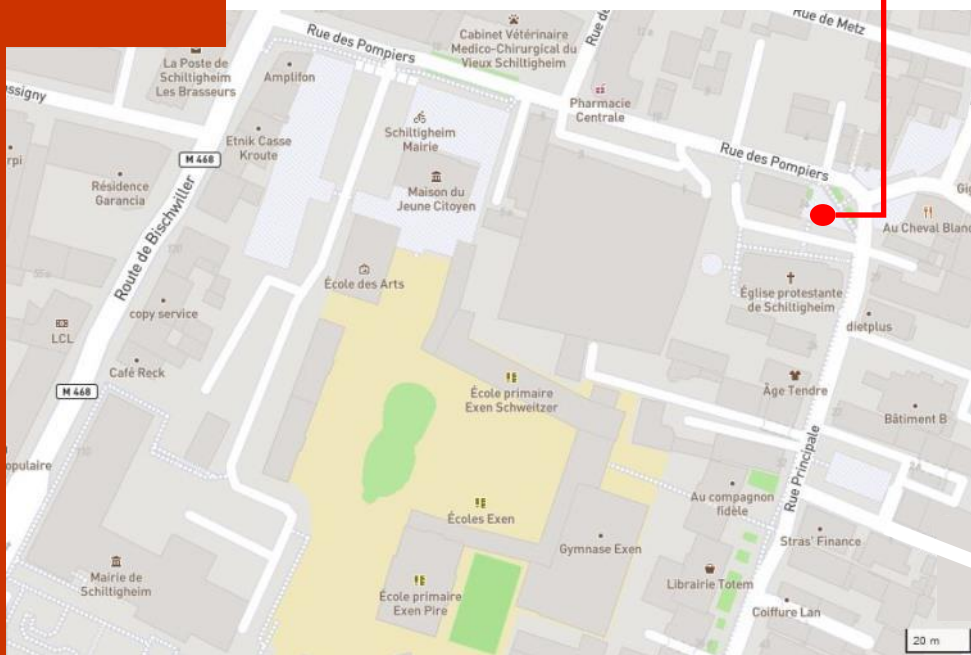 Rue des Pompiers
Rue de
Rue de Metz
Cabinet Vétérinaire
Medico-Chirurgical du
Vieux Schiltigheim
La Poste de
Schiltigheim
Les Brasseurs
Amplifon
Pharmacie
Centrale
Schiltigheim
Mairie
Etnik Casse
Kroute
M 468
Rue des Pompiers
Résidence
Garancia
Maison du
Jeune Citoyen
Au Cheval Blanc
Route de Bischwiller
École des Arts
Église protestante
de Schiltigheim
copy service
LCL
dietplus
Café Reck
M 468
École primaire
Exen Schweitzer
Âge Tendre
Bâtiment B
Rue Principale
Au compagnon
fidèle
Écoles Exen
Stras' Finance
Gymnase Exen
Mairie de
Schiltigheim
École primaire
Exen Pire
Librairie Totem
Coiffure Lan
20 m